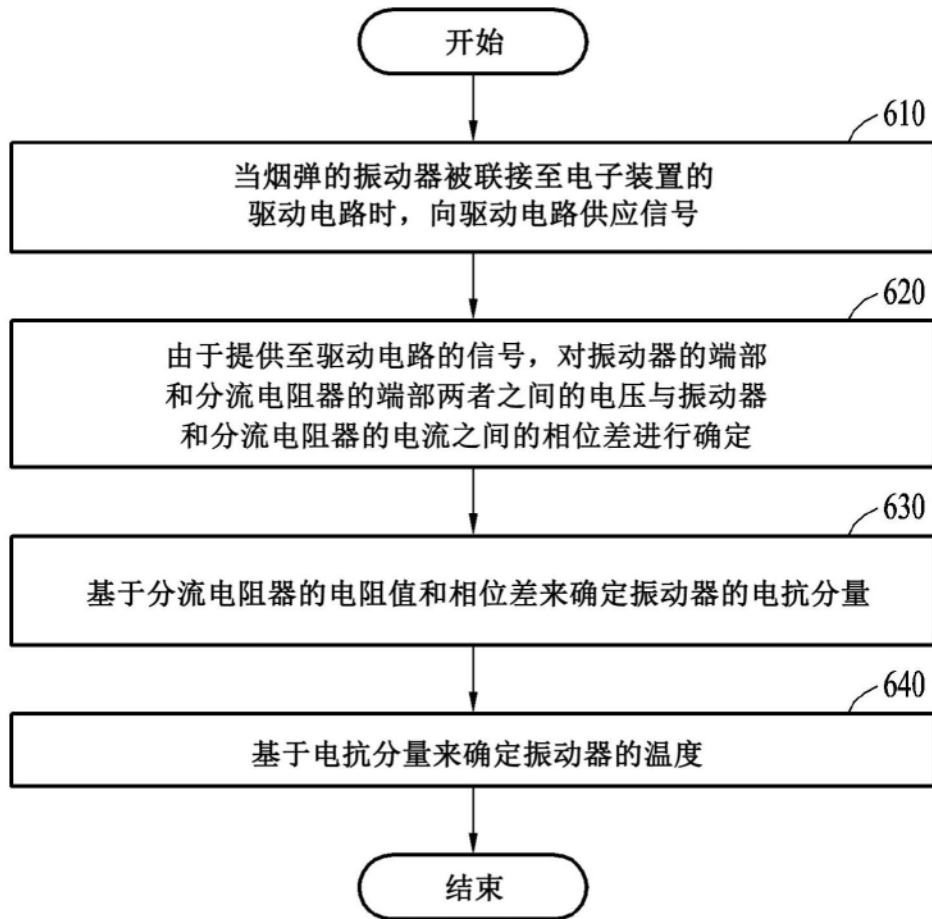 开始
610
当烟弹的振动器被联接至电子装置的
驱动电路时，向驱动电路供应信号
620
由于提供至驱动电路的信号，对振动器的端部
和分流电阻器的端部两者之间的电压与振动器
和分流电阻器的电流之间的相位差进行确定
630
基于分流电阻器的电阻值和相位差来确定振动器的电抗分量
640
基于电抗分量来确定振动器的温度
结束